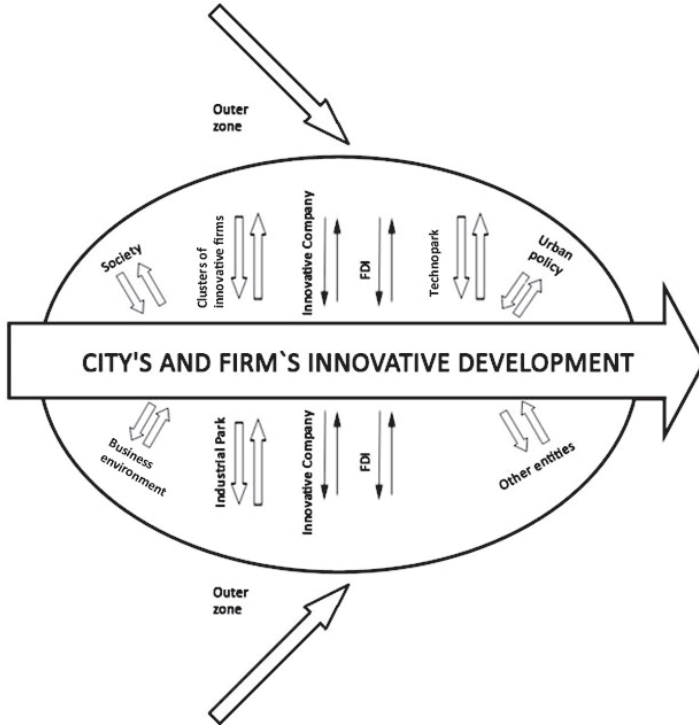 Outer
zone
Society
Clusters of
innovative firms
Innovative Company
FDI
Technopark
Urban
policy
CITY'S AND FIRM`S INNOVATIVE DEVELOPMENT
Business
environment
Industrial Park
Innovative Company
FDI
Other entities
Outer
zone